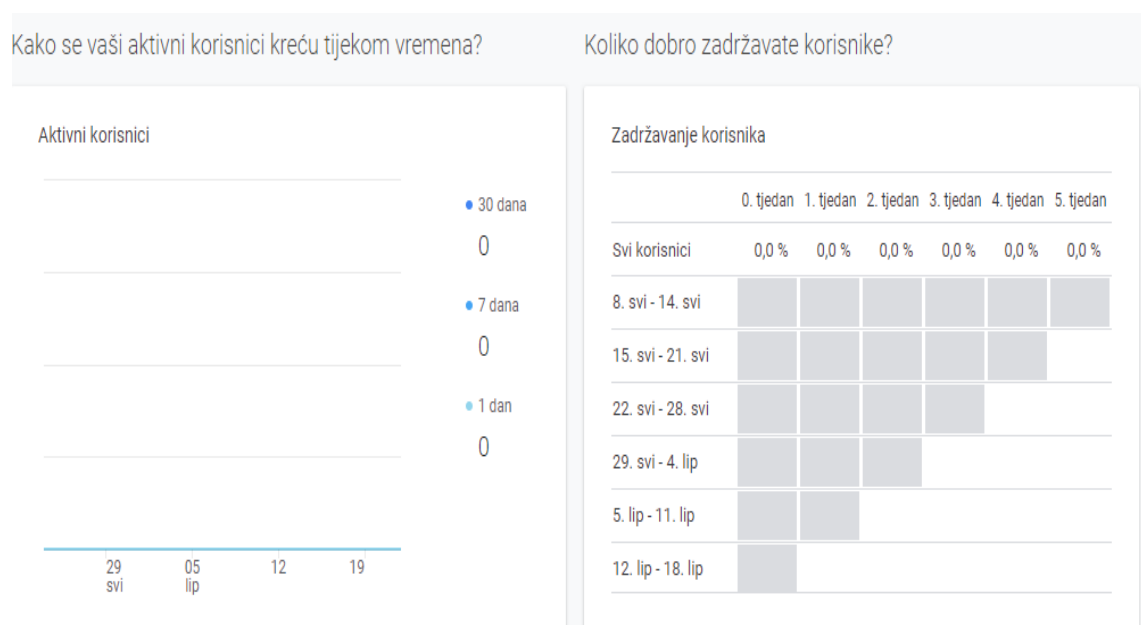 Kako se vaši aktivni korisnici kreću tijekom vremena?
Aktivni korisnici
30 dana
0
7 dana
0
1 dan
0
29 05 12 19
svi lip
Koliko dobro zadržavate korisnike?
Zadržavanje korisnika
0. tjedan 1. tjedan 2. tjedan 3. tjedan 4. tjedan 5. tjedan
Svi korisnici 0,0 % 0,0 % 0,0 % 0,0 % 0,0 % 0,0 %
8. svi - 14. svi
15. svi - 21. svi
22. svi - 28. svi
29. svi - 4. lip
5. lip - 11. lip
12. lip - 18. lip